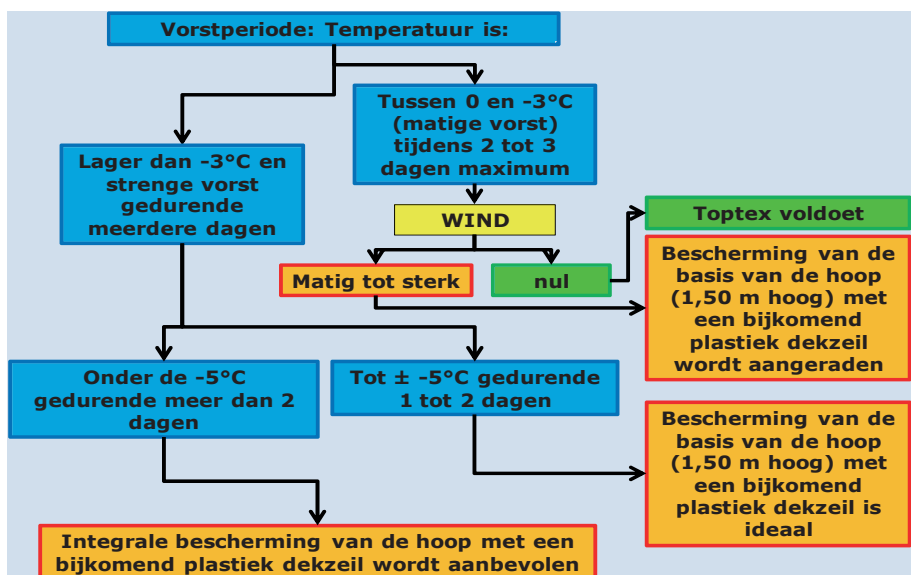 Vorstperiode: Temperatuur is:
Tussen 0 en -3°C
(matige vorst)
tijdens 2 tot 3
dagen maximum
Lager dan -3°C en
strenge vorst
gedurende
meerdere dagen
WIND
Toptex voldoet
Matig tot sterk
nul
Bescherming van de
basis van de hoop
(1,50 m hoog) met
een bijkomend
plastiek dekzeil
wordt aangeraden
Onder de -5°C
gedurende meer dan 2
dagen
Tot ± -5°C gedurende
1 tot 2 dagen
Bescherming van de
basis van de hoop
(1,50 m hoog) met
een bijkomend
plastiek dekzeil is
ideaal
Integrale bescherming van de hoop met een
bijkomend plastiek dekzeil wordt aanbevolen